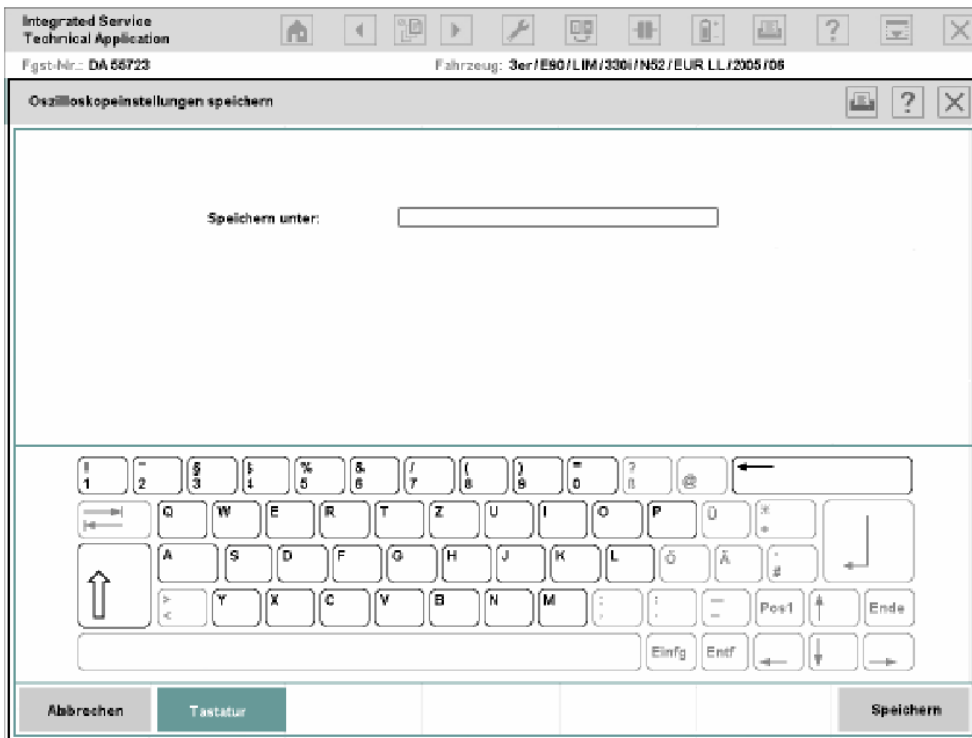 Integrated Service
Technical Application
Fgst-Nr.: DA 55723 Fahrzeug: 3er/E90/LIM/330i/N52/EUR LL/2005/06
Oszilloskopeinstellungen speichern
?
Speichern unter:
! " § $ % & / ( ) = ?
1 2 3 4 5 6 7 8 9 0 ß @
Q W E R T Z U I O P Ü *
A S D F G H J K L Ö Ä #
> < Y X C V B N M ; : _ - Pos1 Ende
Einfg Entf
Abbrechen Tastatur Speichern